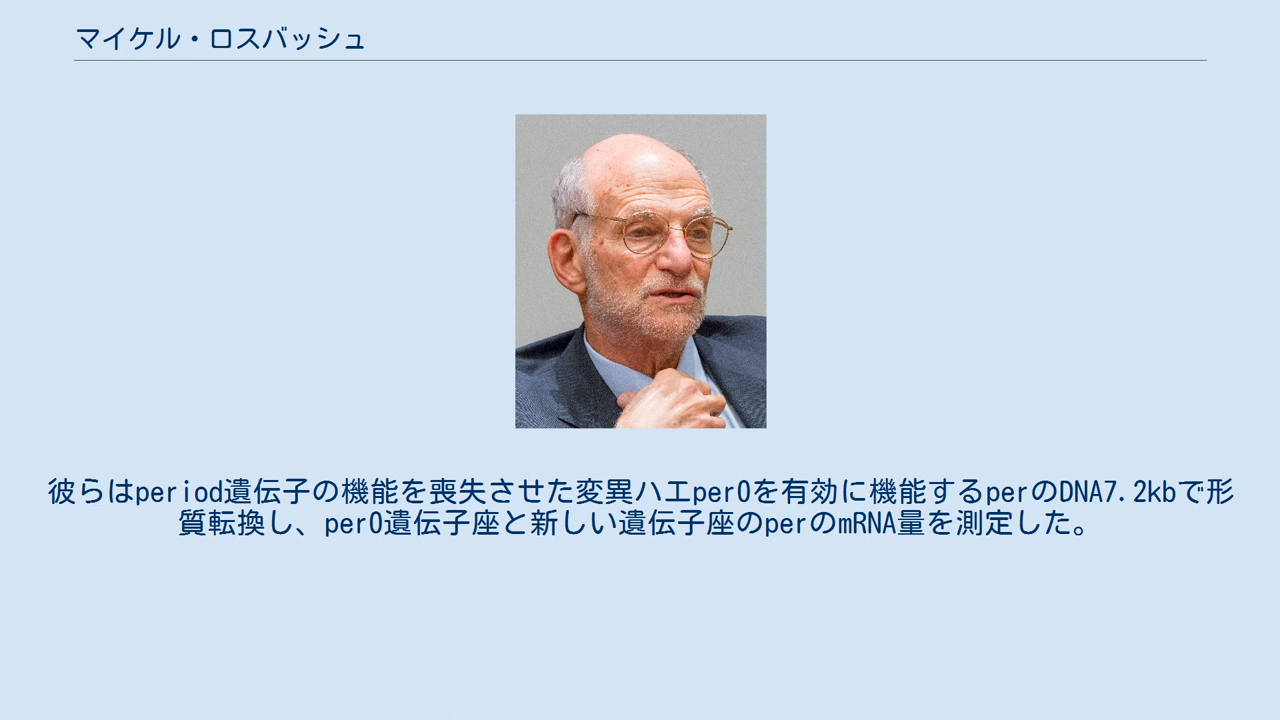 マイケル・ロスバッシュ
彼らはperiod遺伝子の機能を喪失させた変異ハエper0を有効に機能するperのDNA7.2kbで形
質転換し、per0遺伝子座と新しい遺伝子座のperのmRNA量を測定した。